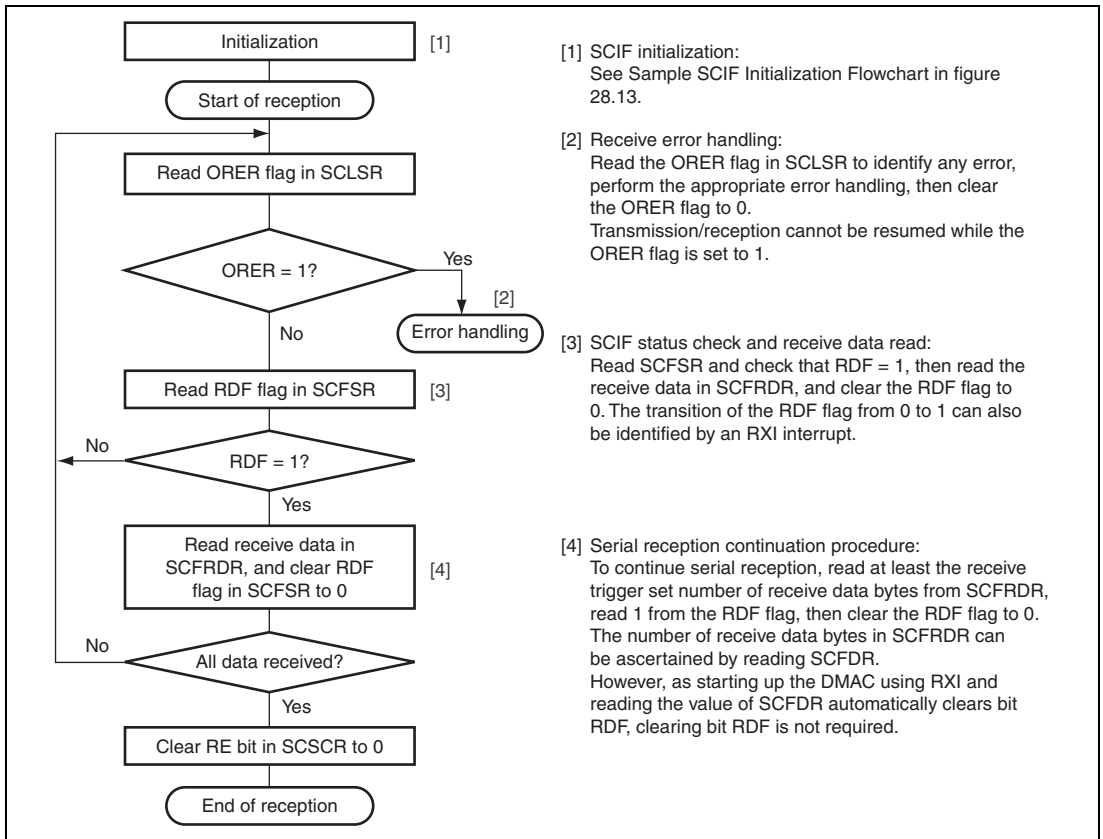 Initialization
[1]
Start of reception
Read ORER flag in SCLSR
ORER = 1?
Yes
[2]
Error handling
No
Read RDF flag in SCFSR
[3]
No
RDF = 1?
Yes
Read receive data in
SCFRDR, and clear RDF
flag in SCFSR to 0
[4]
No
All data received?
Yes
Clear RE bit in SCSCR to 0
End of reception
[1] SCIF initialization:
See Sample SCIF Initialization Flowchart in figure
28.13.
[2] Receive error handling:
Read the ORER flag in SCLSR to identify any error,
perform the appropriate error handling, then clear
the ORER flag to 0.
Transmission/reception cannot be resumed while the
ORER flag is set to 1.
[3] SCIF status check and receive data read:
Read SCFSR and check that RDF = 1, then read the
receive data in SCFRDR, and clear the RDF flag to
0. The transition of the RDF flag from 0 to 1 can also
be identified by an RXI interrupt.
[4] Serial reception continuation procedure:
To continue serial reception, read at least the receive
trigger set number of receive data bytes from SCFRDR,
read 1 from the RDF flag, then clear the RDF flag to 0.
The number of receive data bytes in SCFRDR can
be ascertained by reading SCFDR.
However, as starting up the DMAC using RXI and
reading the value of SCFDR automatically clears bit
RDF, clearing bit RDF is not required.